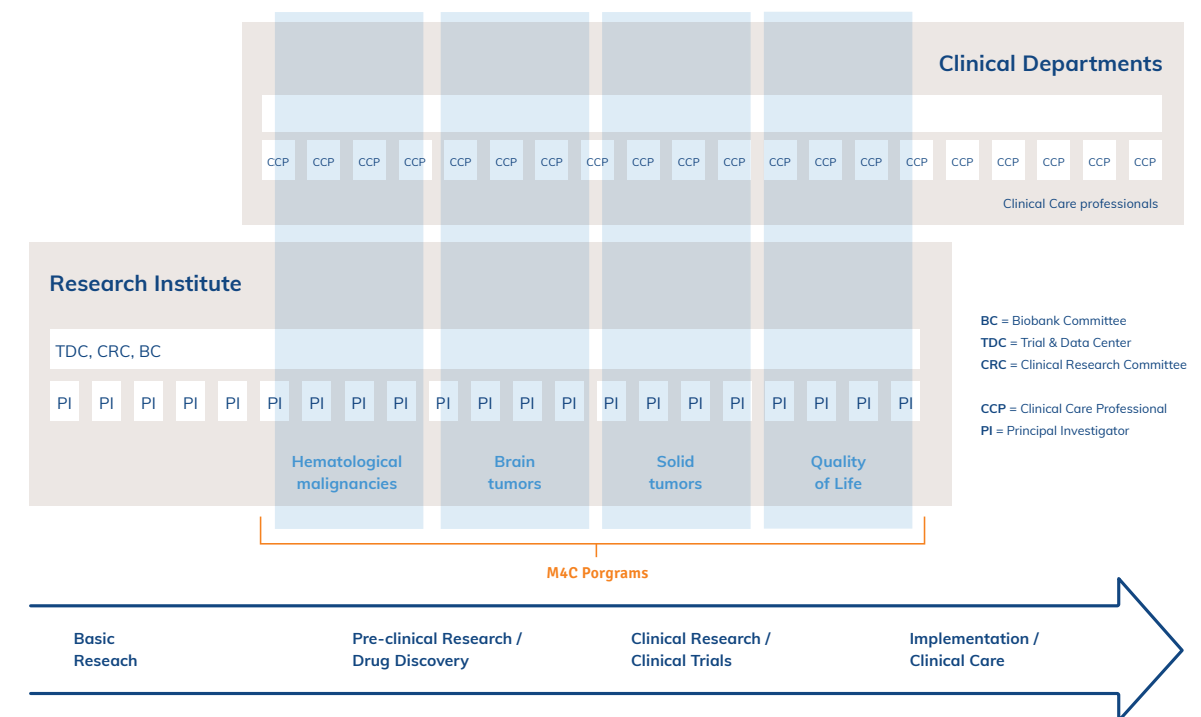 Clinical Departments
CCP CCP CCP CCP CCP CCP CCP CCP CCP CCP CCP CCP CCP CCP CCP CCP CCP CCP CCP CCP
Clinical Care professionals
Research Institute
TDC, CRC, BC
PI PI PI PI PI PI PI PI PI PI PI PI PI PI PI PI PI PI PI PI PI
Hematological
malignancies
Brain
tumors
Solid
tumors
Quality
of Life
BC = Biobank Committee
TDC = Trial & Data Center
CRC = Clinical Research Committee
CCP = Clinical Care Professional
PI = Principal Investigator
M4C Porgrams
Basic
Reseach
Pre-clinical Research /
Drug Discovery
Clinical Research /
Clinical Trials
Implementation /
Clinical Care